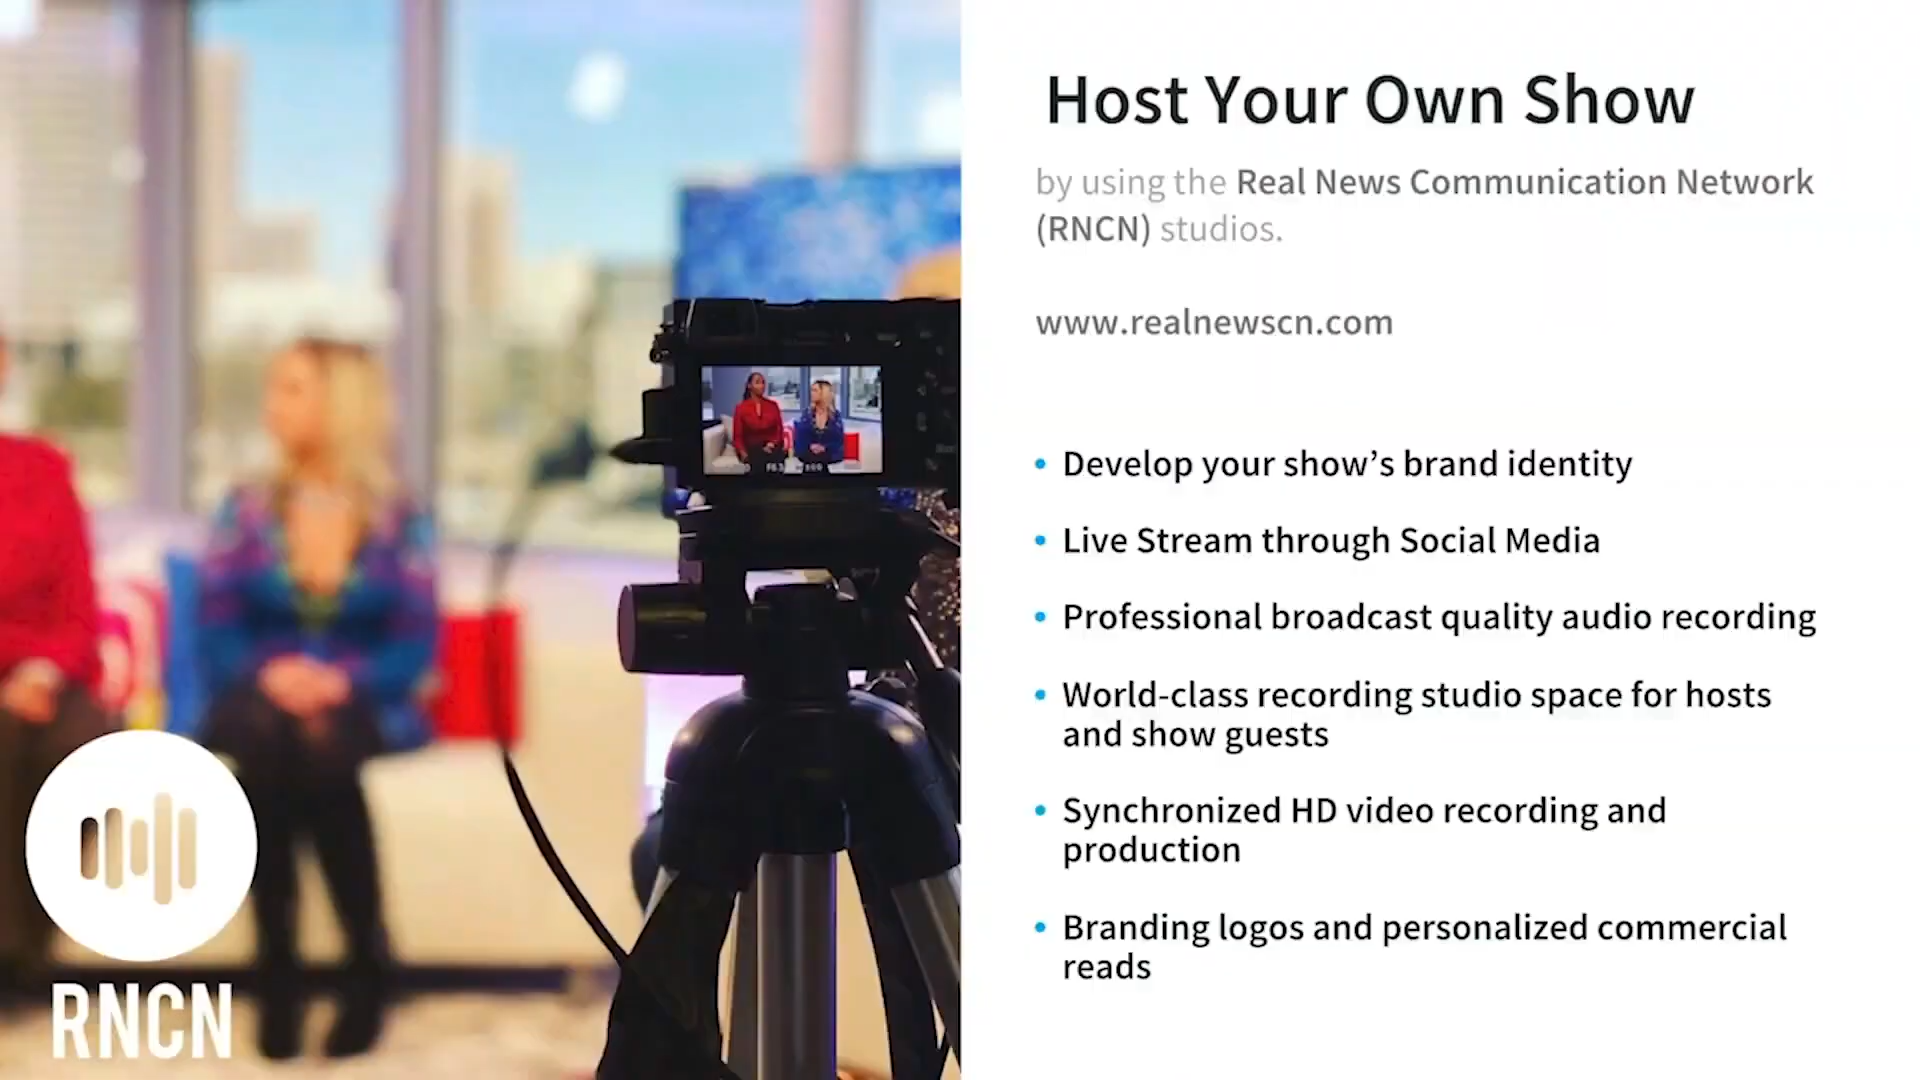 Host Your Own Show
by using the Real News Communication Network
(RNCN) studios.
www.realnewscn.com
• Develop your show’s brand identity
• Live Stream through Social Media
• Professional broadcast quality audio recording
• World-class recording studio space for hosts
and show guests
• Synchronized HD video recording and
production
• Branding logos and personalized commercial
reads
RNCN